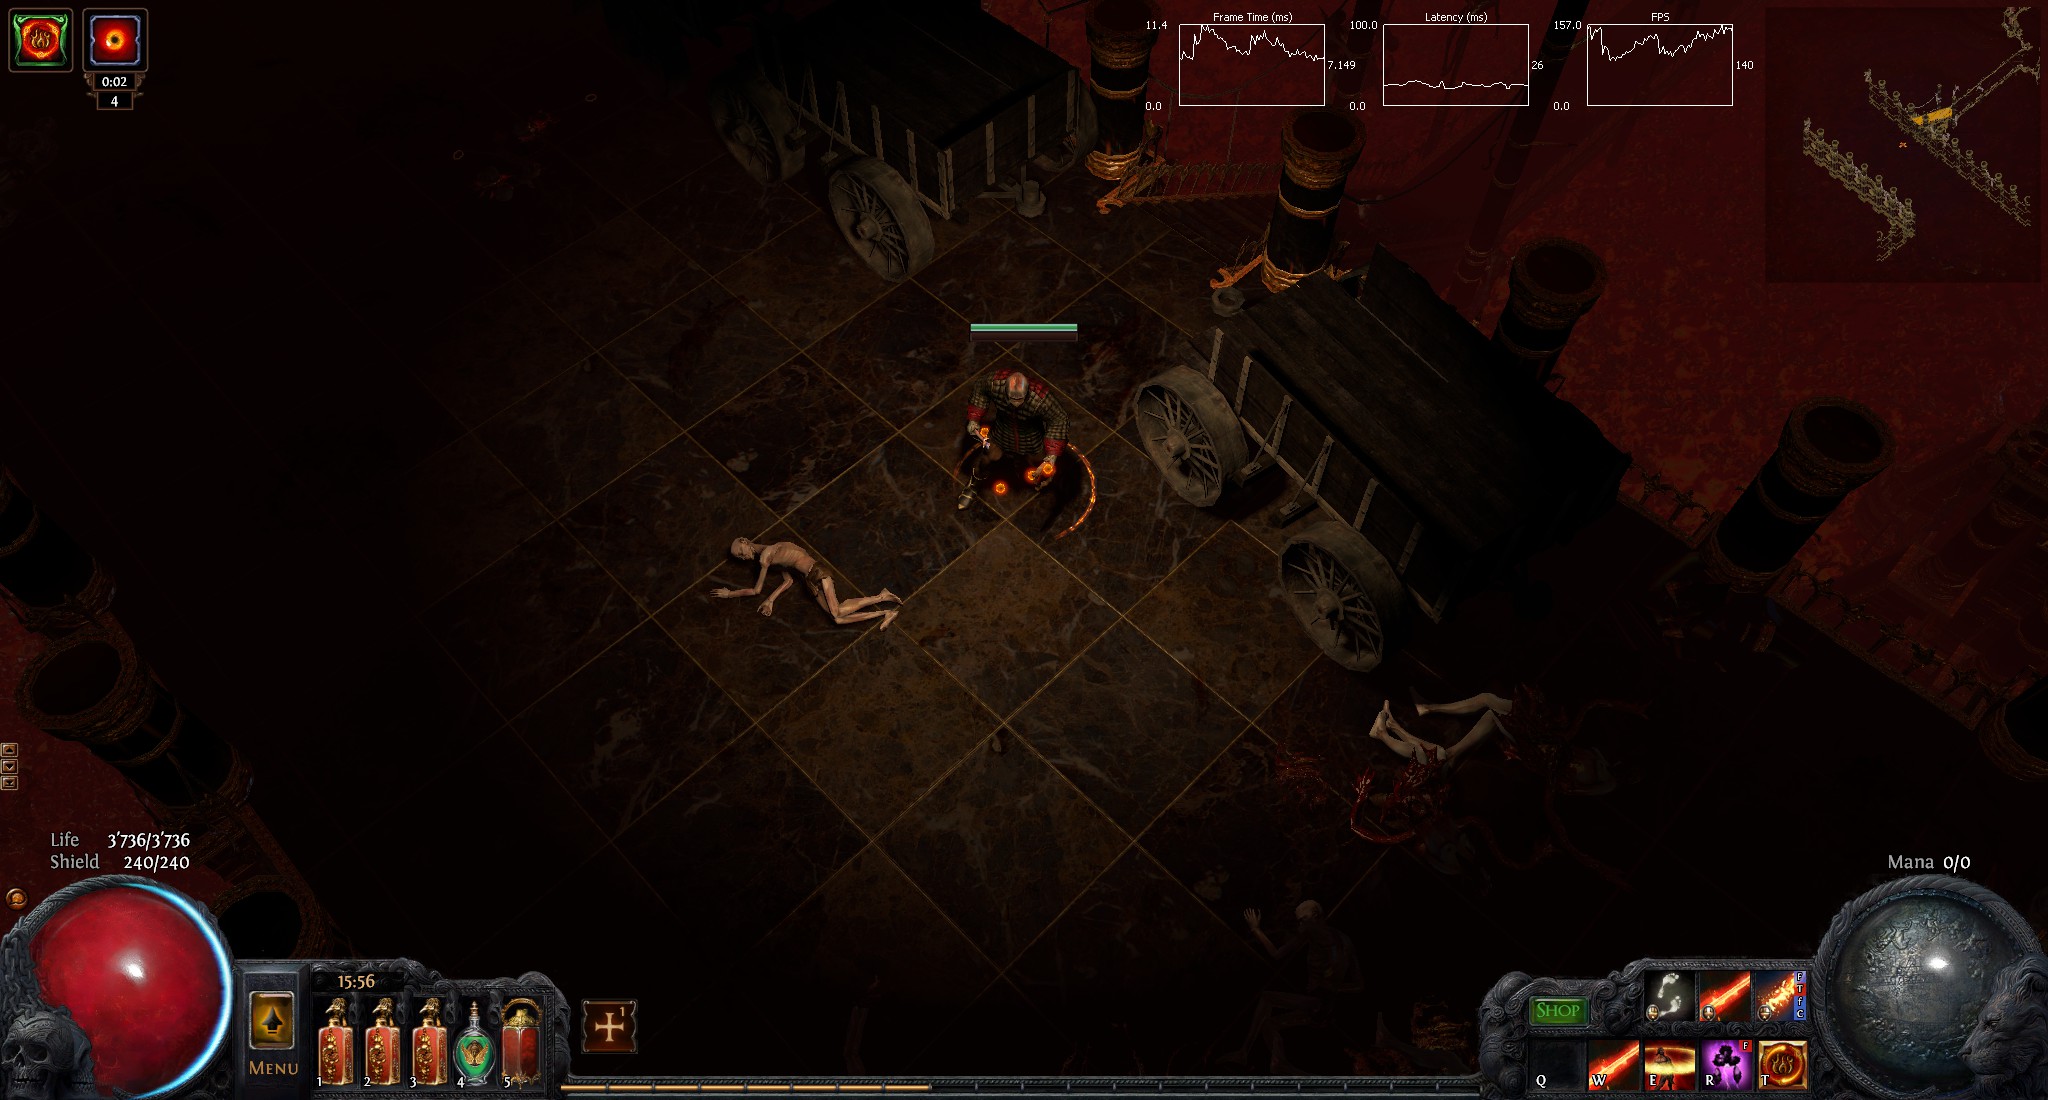 Frame Time (ms)
11.4
7.149
0.0
Latency (ms)
100.0
26
0.0
FPS
157.0
140
0.0
0:02
4
Life 3'736/3'736
Shield 240/240
Mana 0/0
15:56
MENU
1 2 3 4 5
1
SHOP
F
T
f
C
Q W E R F T